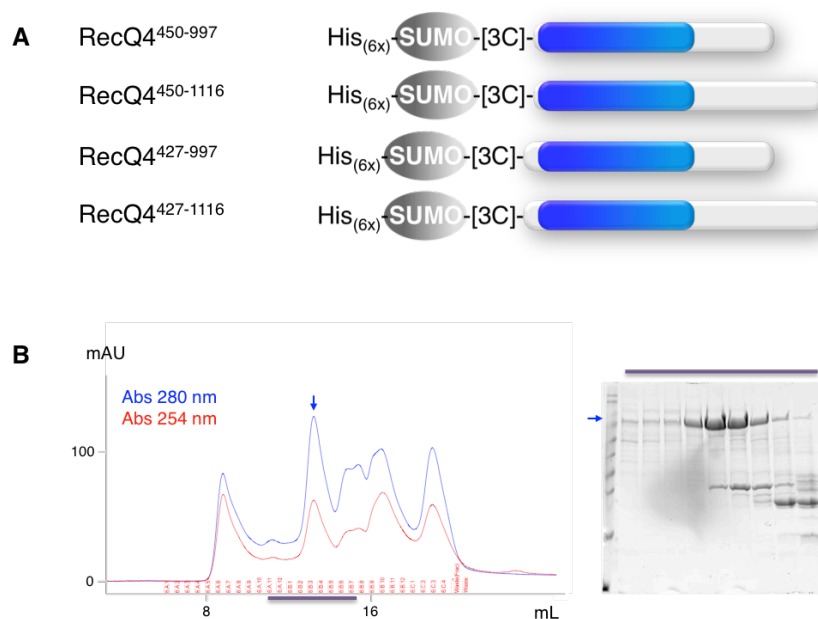 A
RecQ4450-997 His(6x)-SUMO-[3C]-
RecQ4450-1116 His(6x)-SUMO-[3C]-
RecQ4427-997 His(6x)-SUMO-[3C]-
RecQ4427-1116 His(6x)-SUMO-[3C]-
B
mAU
Abs 280 nm
Abs 254 nm
100
0
8 16 mL